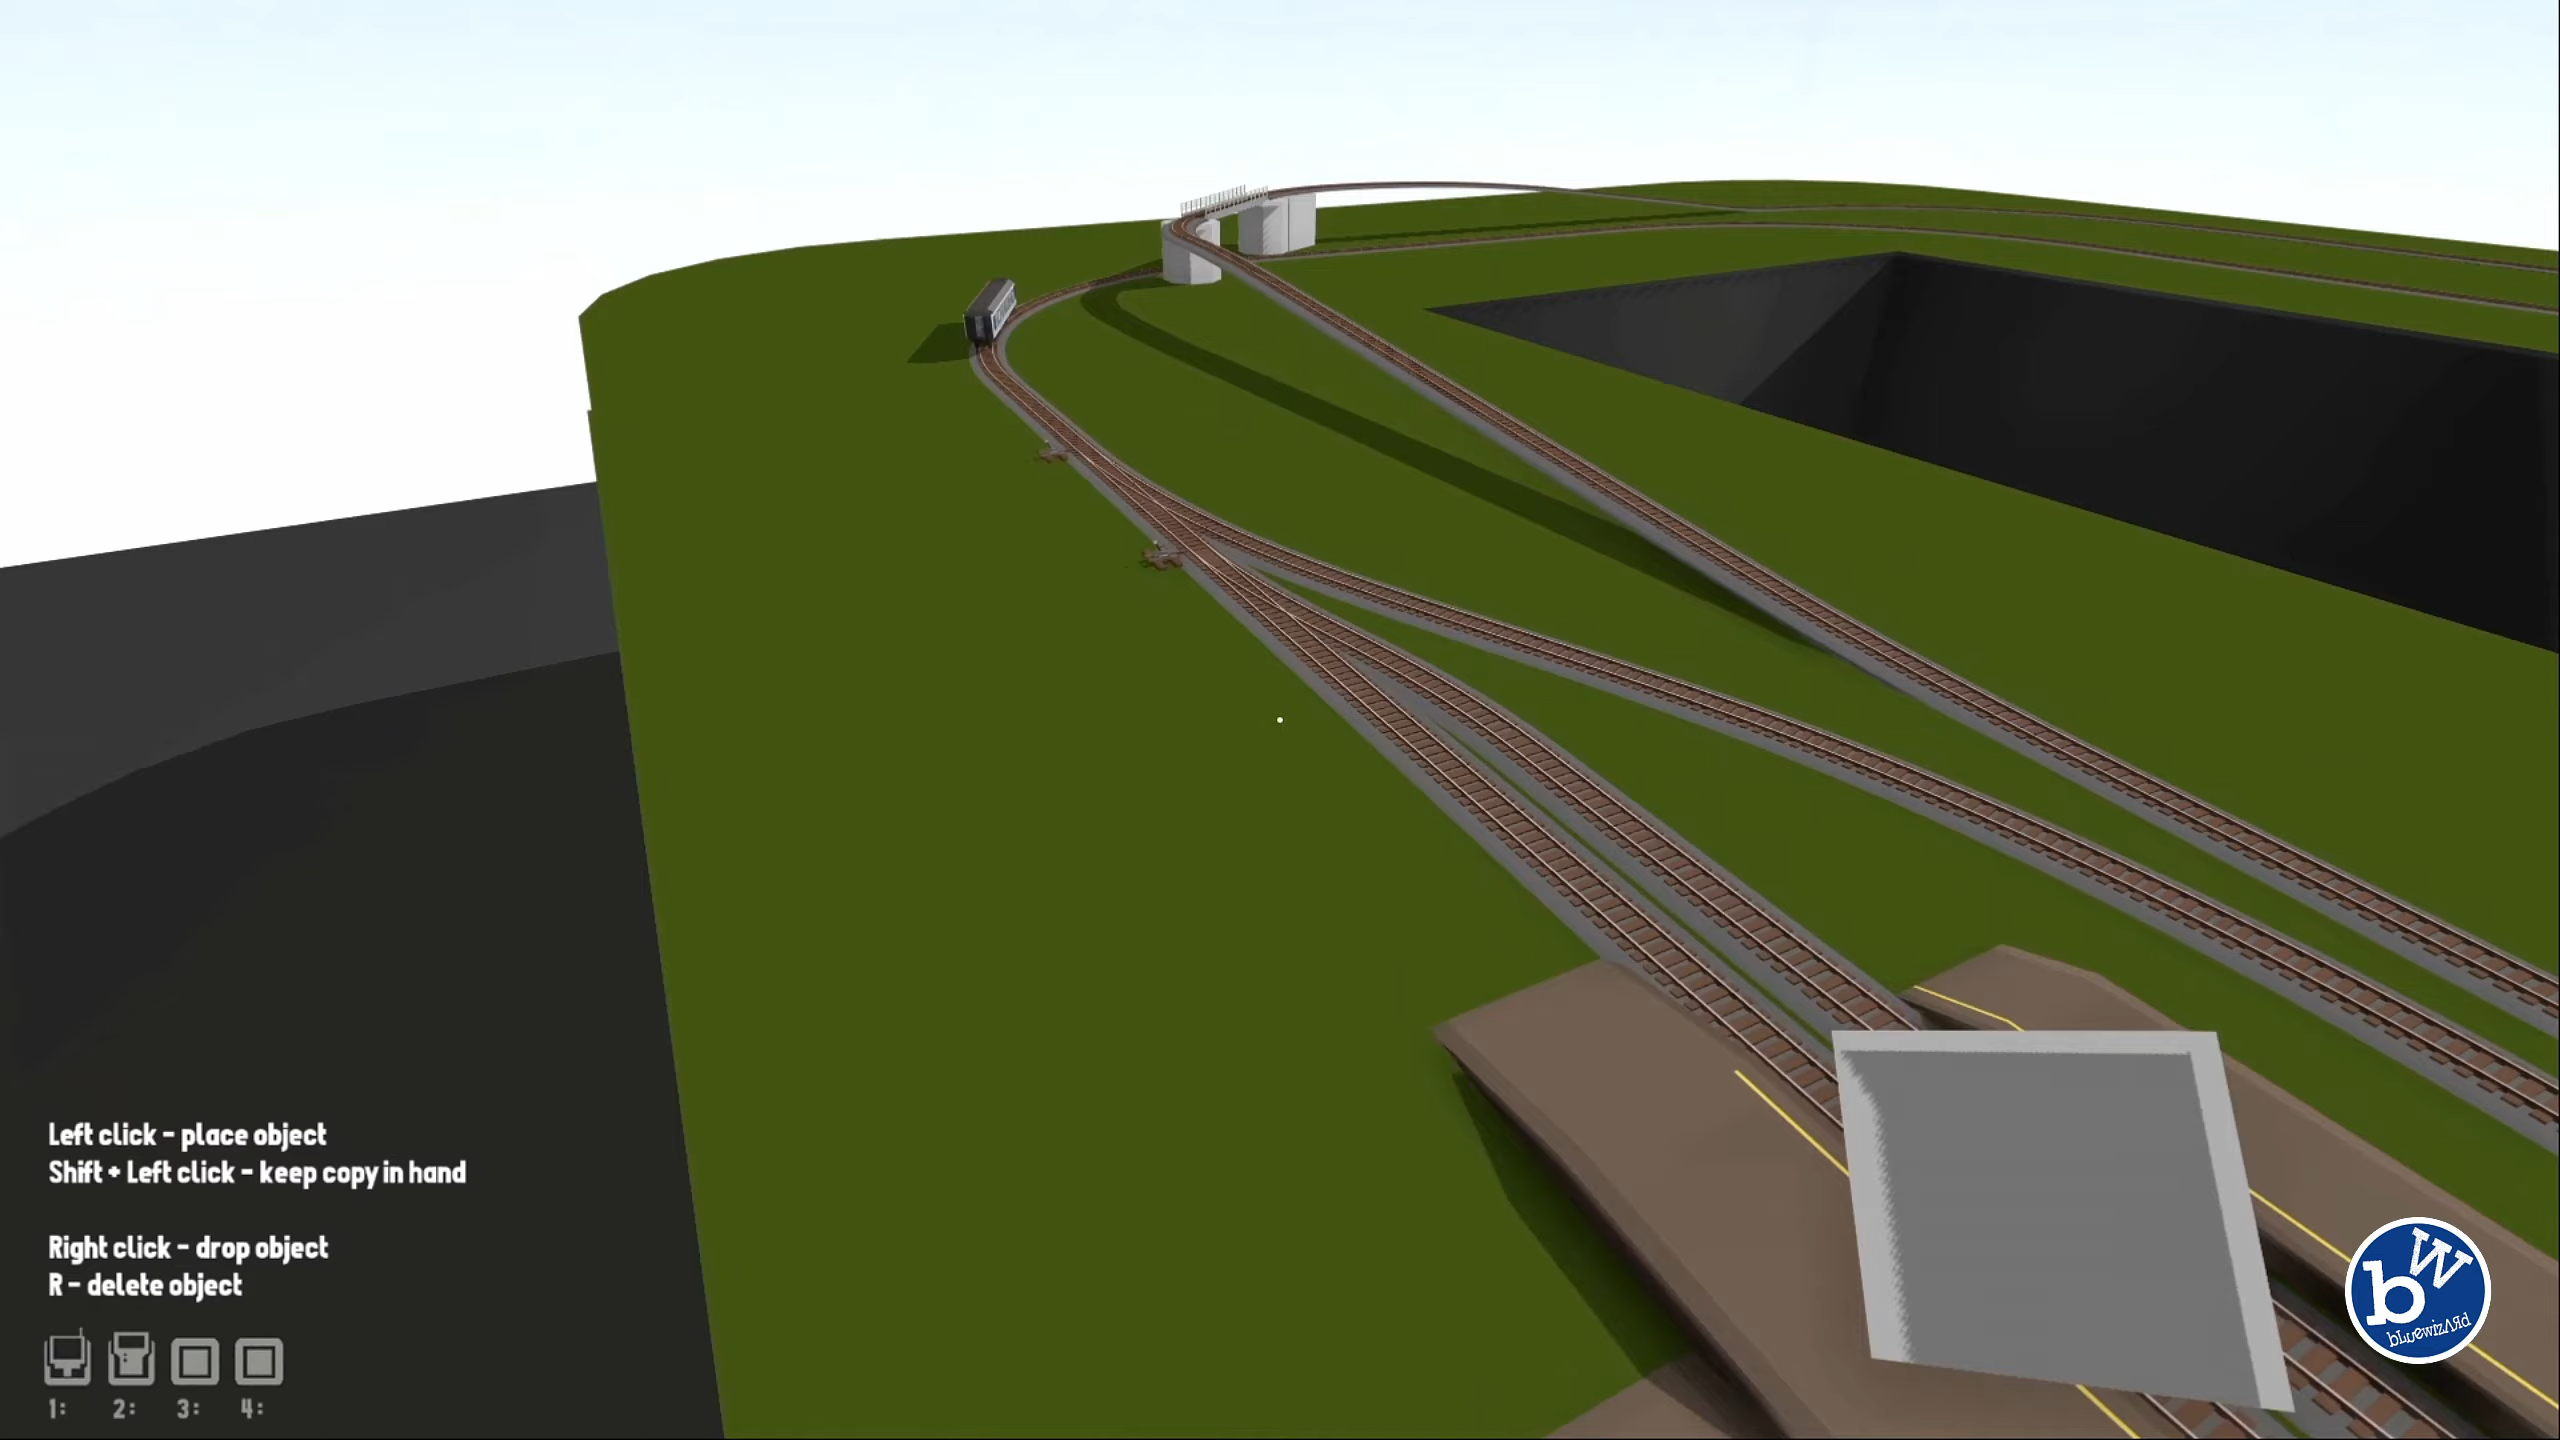 Left click - place object
Shift + Left click - keep copy in hand
Right click - drop object
R - delete object
1: 2: 3: 4:
bW
bLuewizARd